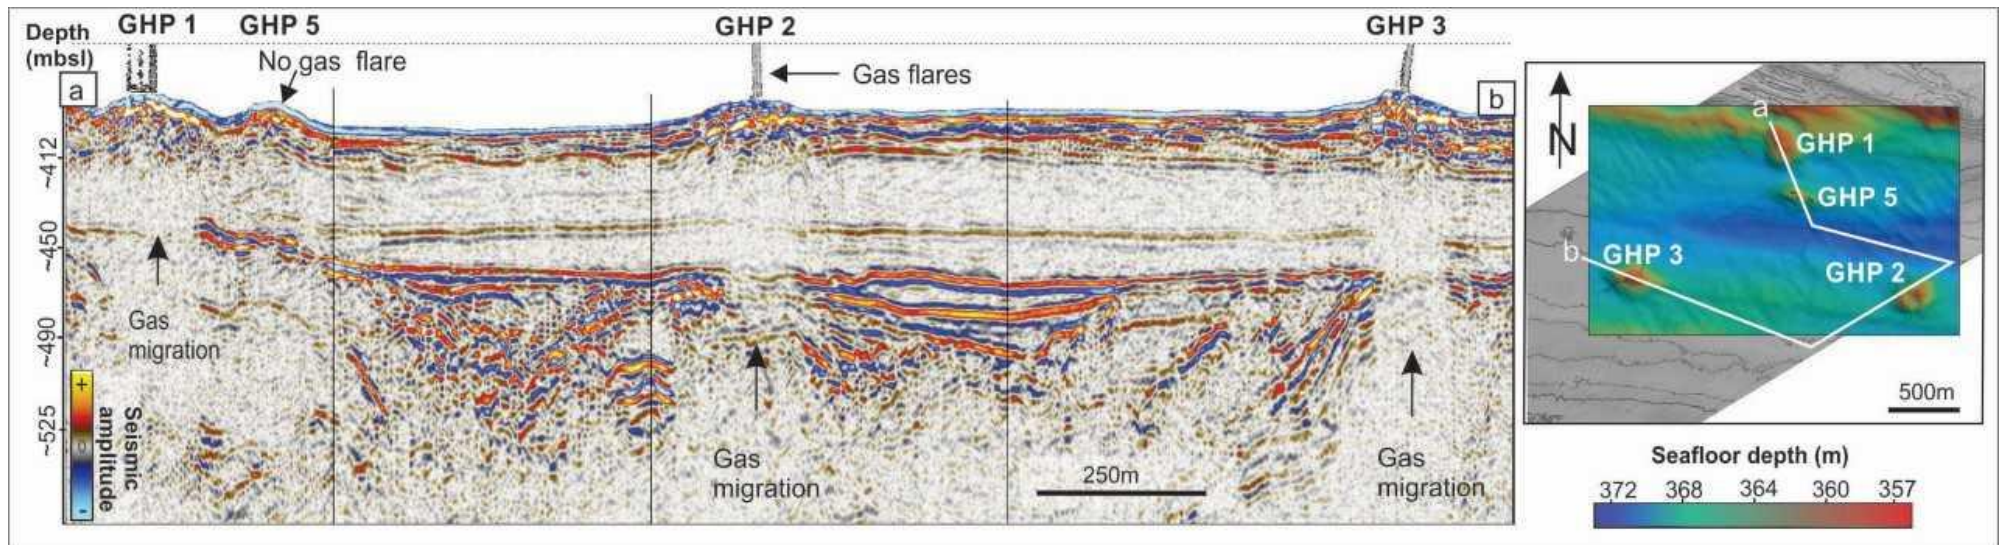 GHP 1 GHP 5 GHP 2 GHP 3
Depth
(mbsl)
No gas flare
Gas flares
a
b
~412
~450
~490
~525
Gas
migration
Gas
migration
Gas
migration
250m
+
0
-
Seismic
amplitude
N
a
GHP 1
GHP 5
b
GHP 3
GHP 2
500m
Seafloor depth (m)
372 368 364 360 357